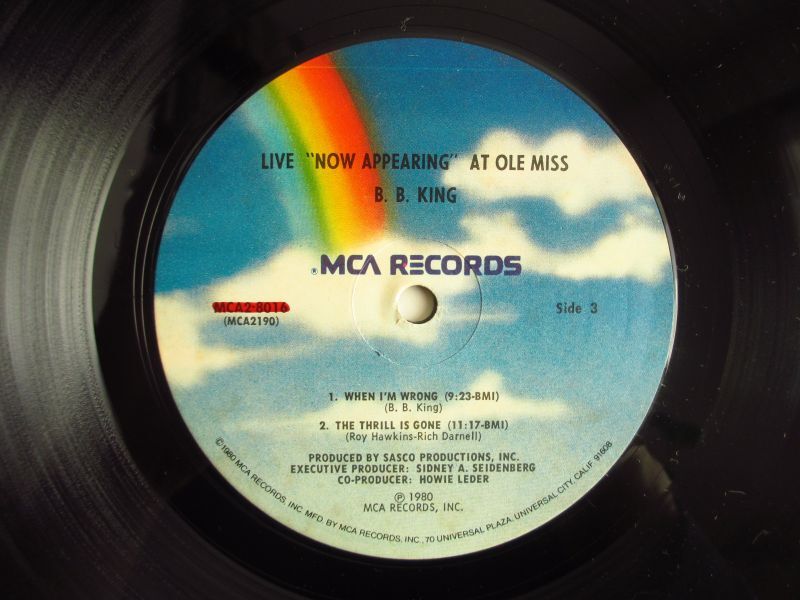 LIVE "NOW APPEARING" AT OLE MISS
B. B. KING
® MCA RECORDS
MCA2-8016
(MCA2190)
Side 3
1. WHEN I'M WRONG (9:23-BMI)
(B. B. King)
2. THE THRILL IS GONE (11:17-BMI)
(Roy Hawkins-Rich Darnell)
PRODUCED BY SASCO PRODUCTIONS, INC.
EXECUTIVE PRODUCER: SIDNEY A. SEIDENBERG
CO-PRODUCER: HOWIE LEDER
℗ 1980
MCA RECORDS, INC.
©1980 MCA RECORDS, INC. MFD. BY MCA RECORDS, INC., 70 UNIVERSAL PLAZA, UNIVERSAL CITY, CALIF. 91608